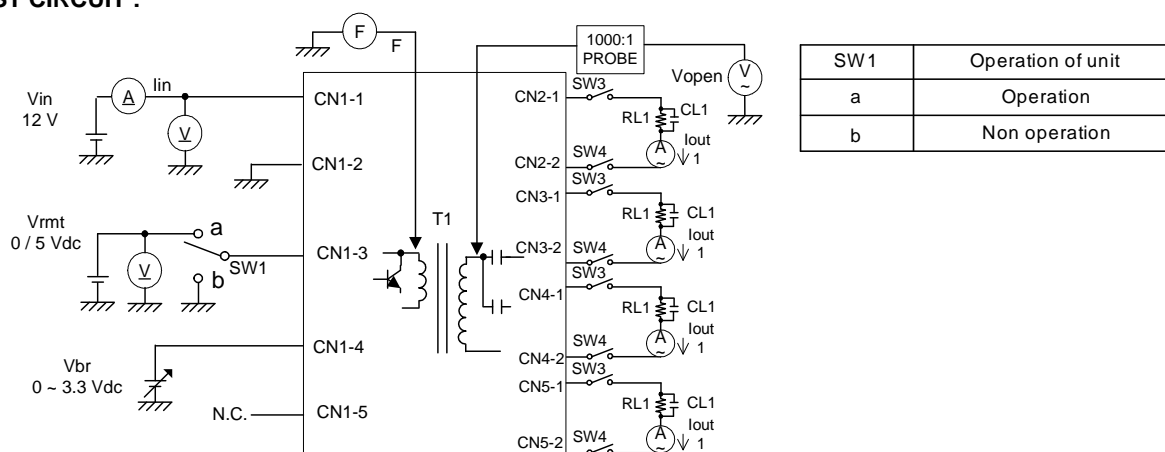 ST CIRCUIT :
F
F
1000:1
PROBE
Vopen
V
~
Vin
12 V
A
Iin
V
CN1-1
CN1-2
Vrmt
0 / 5 Vdc
V
a
b
SW1
CN1-3
T1
Vbr
0 ~ 3.3 Vdc
CN1-4
N.C.
CN1-5
CN2-1
SW3
RL1
CL1
A
~
Iout
1
CN2-2
SW4
CN3-1
SW3
RL1
CL1
A
~
Iout
1
CN3-2
SW4
CN4-1
SW3
RL1
CL1
A
~
Iout
1
CN4-2
SW4
CN5-1
SW3
RL1
CL1
A
~
Iout
1
CN5-2
SW4
SW1 Operation of unit
a Operation
b Non operation